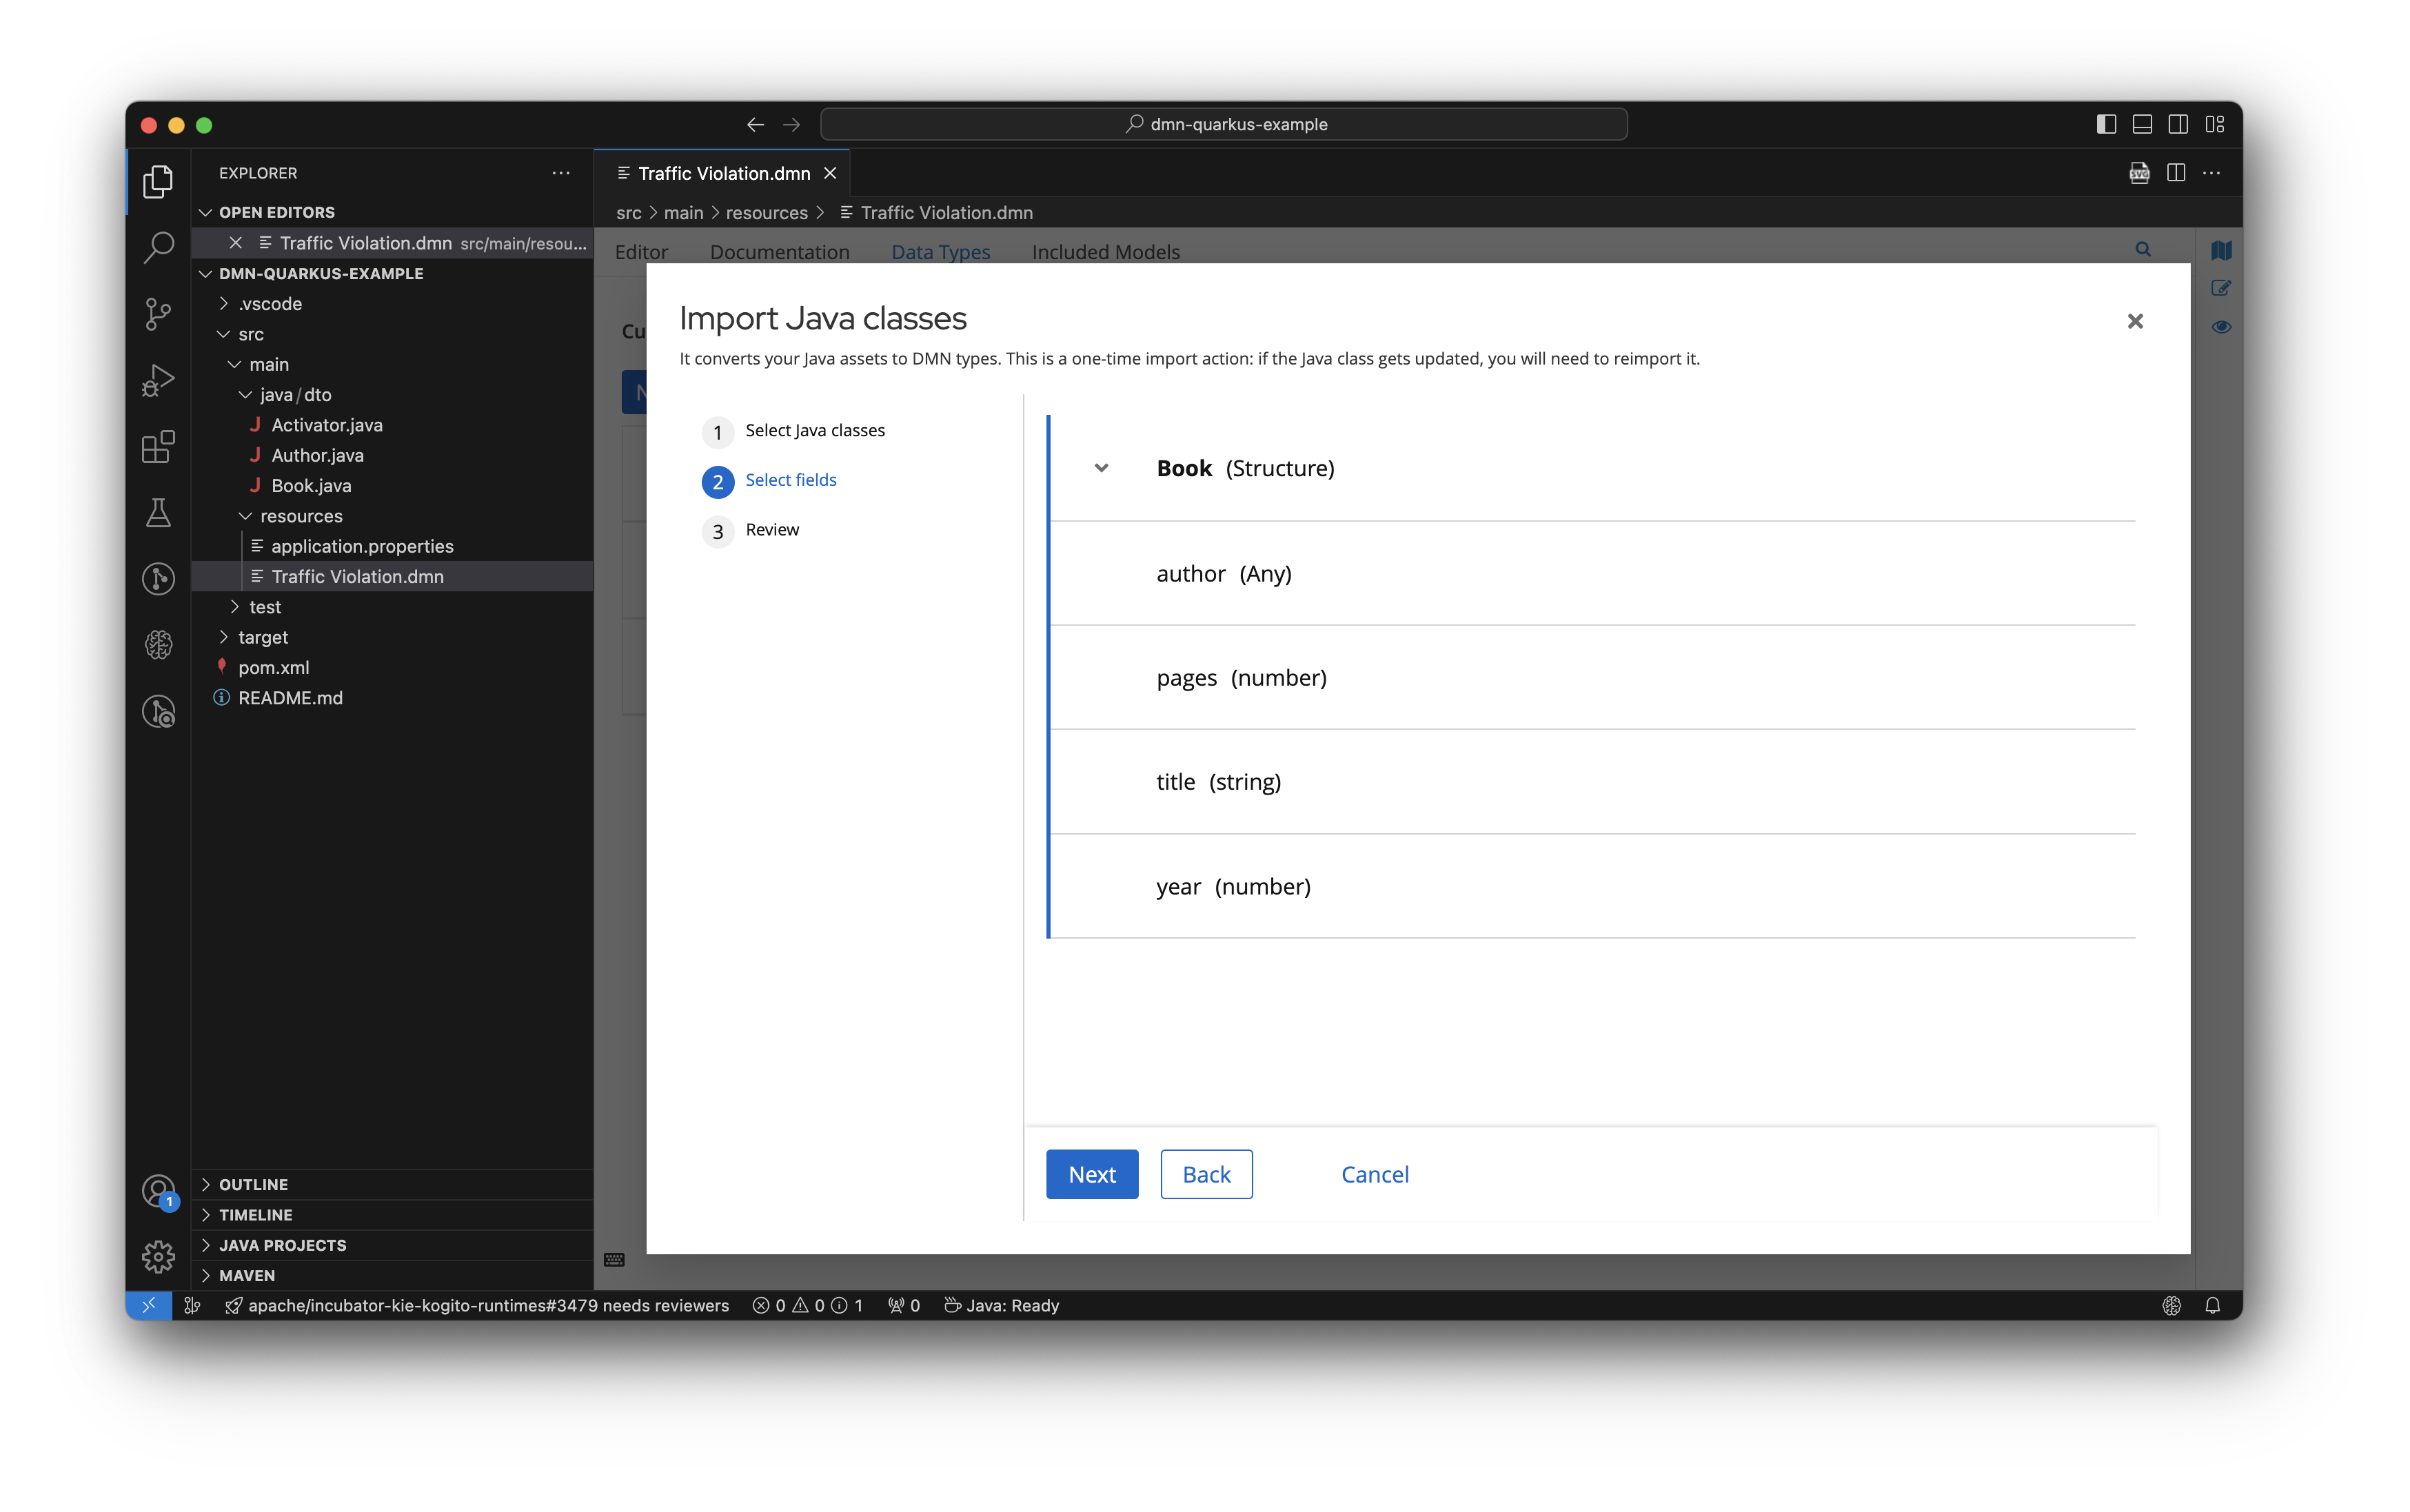 dmn-quarkus-example
EXPLORER
OPEN EDITORS
Traffic Violation.dmn src/main/resou...
DMN-QUARKUS-EXAMPLE
.vscode
src
main
java/dto
J Activator.java
J Author.java
J Book.java
resources
application.properties
Traffic Violation.dmn
test
target
pom.xml
README.md
OUTLINE
TIMELINE
JAVA PROJECTS
MAVEN
1
Traffic Violation.dmn
SVG
src > main > resources > Traffic Violation.dmn
Editor Documentation Data Types Included Models
Cu
N
Import Java classes
It converts your Java assets to DMN types. This is a one-time import action: if the Java class gets updated, you will need to reimport it.
1 Select Java classes
2 Select fields
3 Review
Book (Structure)
author (Any)
pages (number)
title (string)
year (number)
Next Back Cancel
apache/incubator-kie-kogito-runtimes#3479 needs reviewers 0 0 1 0 Java: Ready